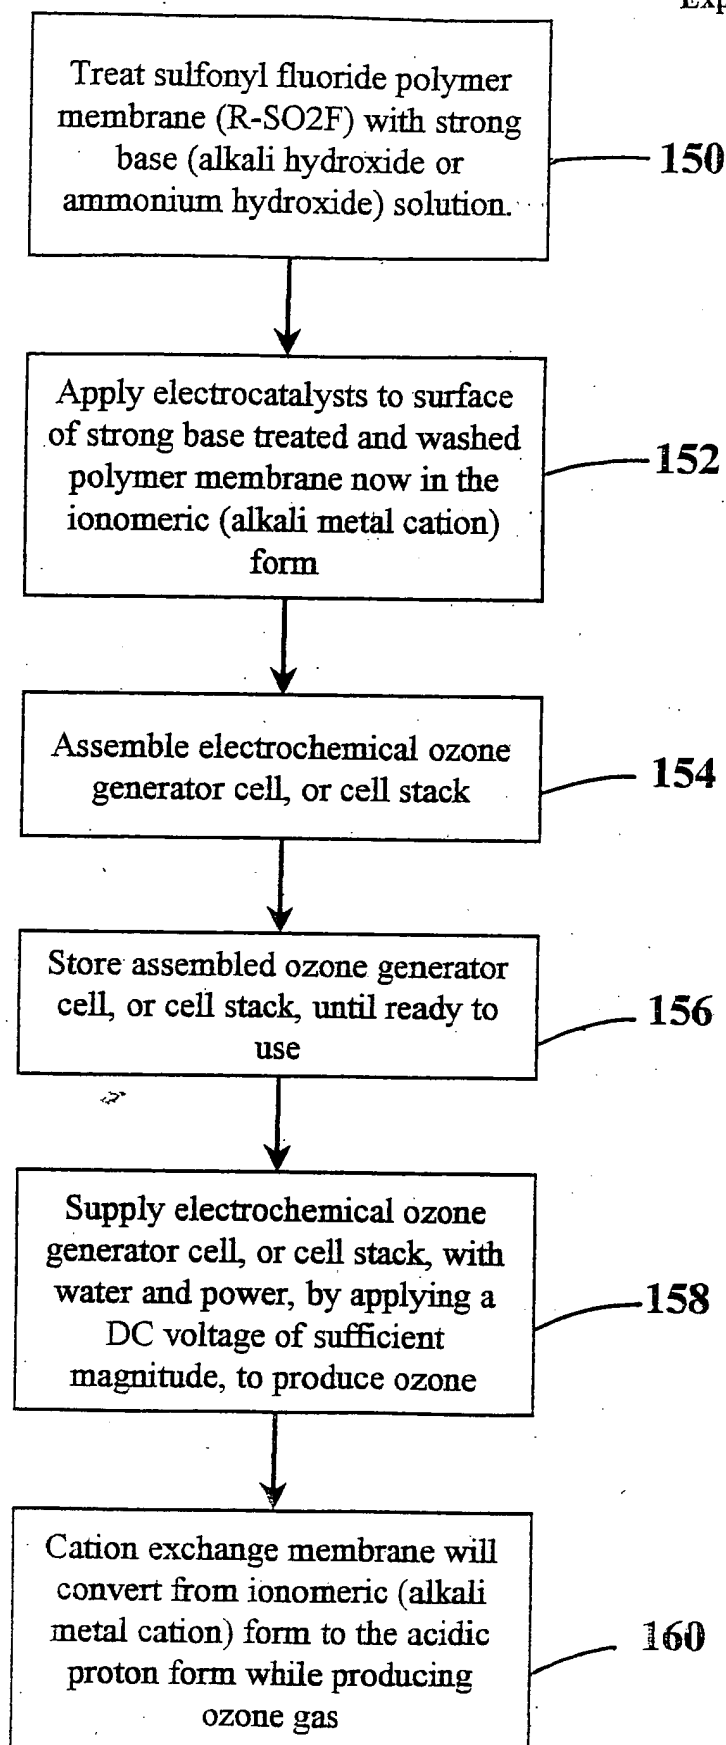 Exp
Treat sulfonyl fluoride polymer
membrane (R-SO2F) with strong
base (alkali hydroxide or
ammonium hydroxide) solution.
150
Apply electrocatalysts to surface
of strong base treated and washed
polymer membrane now in the
ionomeric (alkali metal cation)
form
152
Assemble electrochemical ozone
generator cell, or cell stack
154
Store assembled ozone generator
cell, or cell stack, until ready to
use
156
Supply electrochemical ozone
generator cell, or cell stack, with
water and power, by applying a
DC voltage of sufficient
magnitude, to produce ozone
158
Cation exchange membrane will
convert from ionomeric (alkali
metal cation) form to the acidic
proton form while producing
ozone gas
160